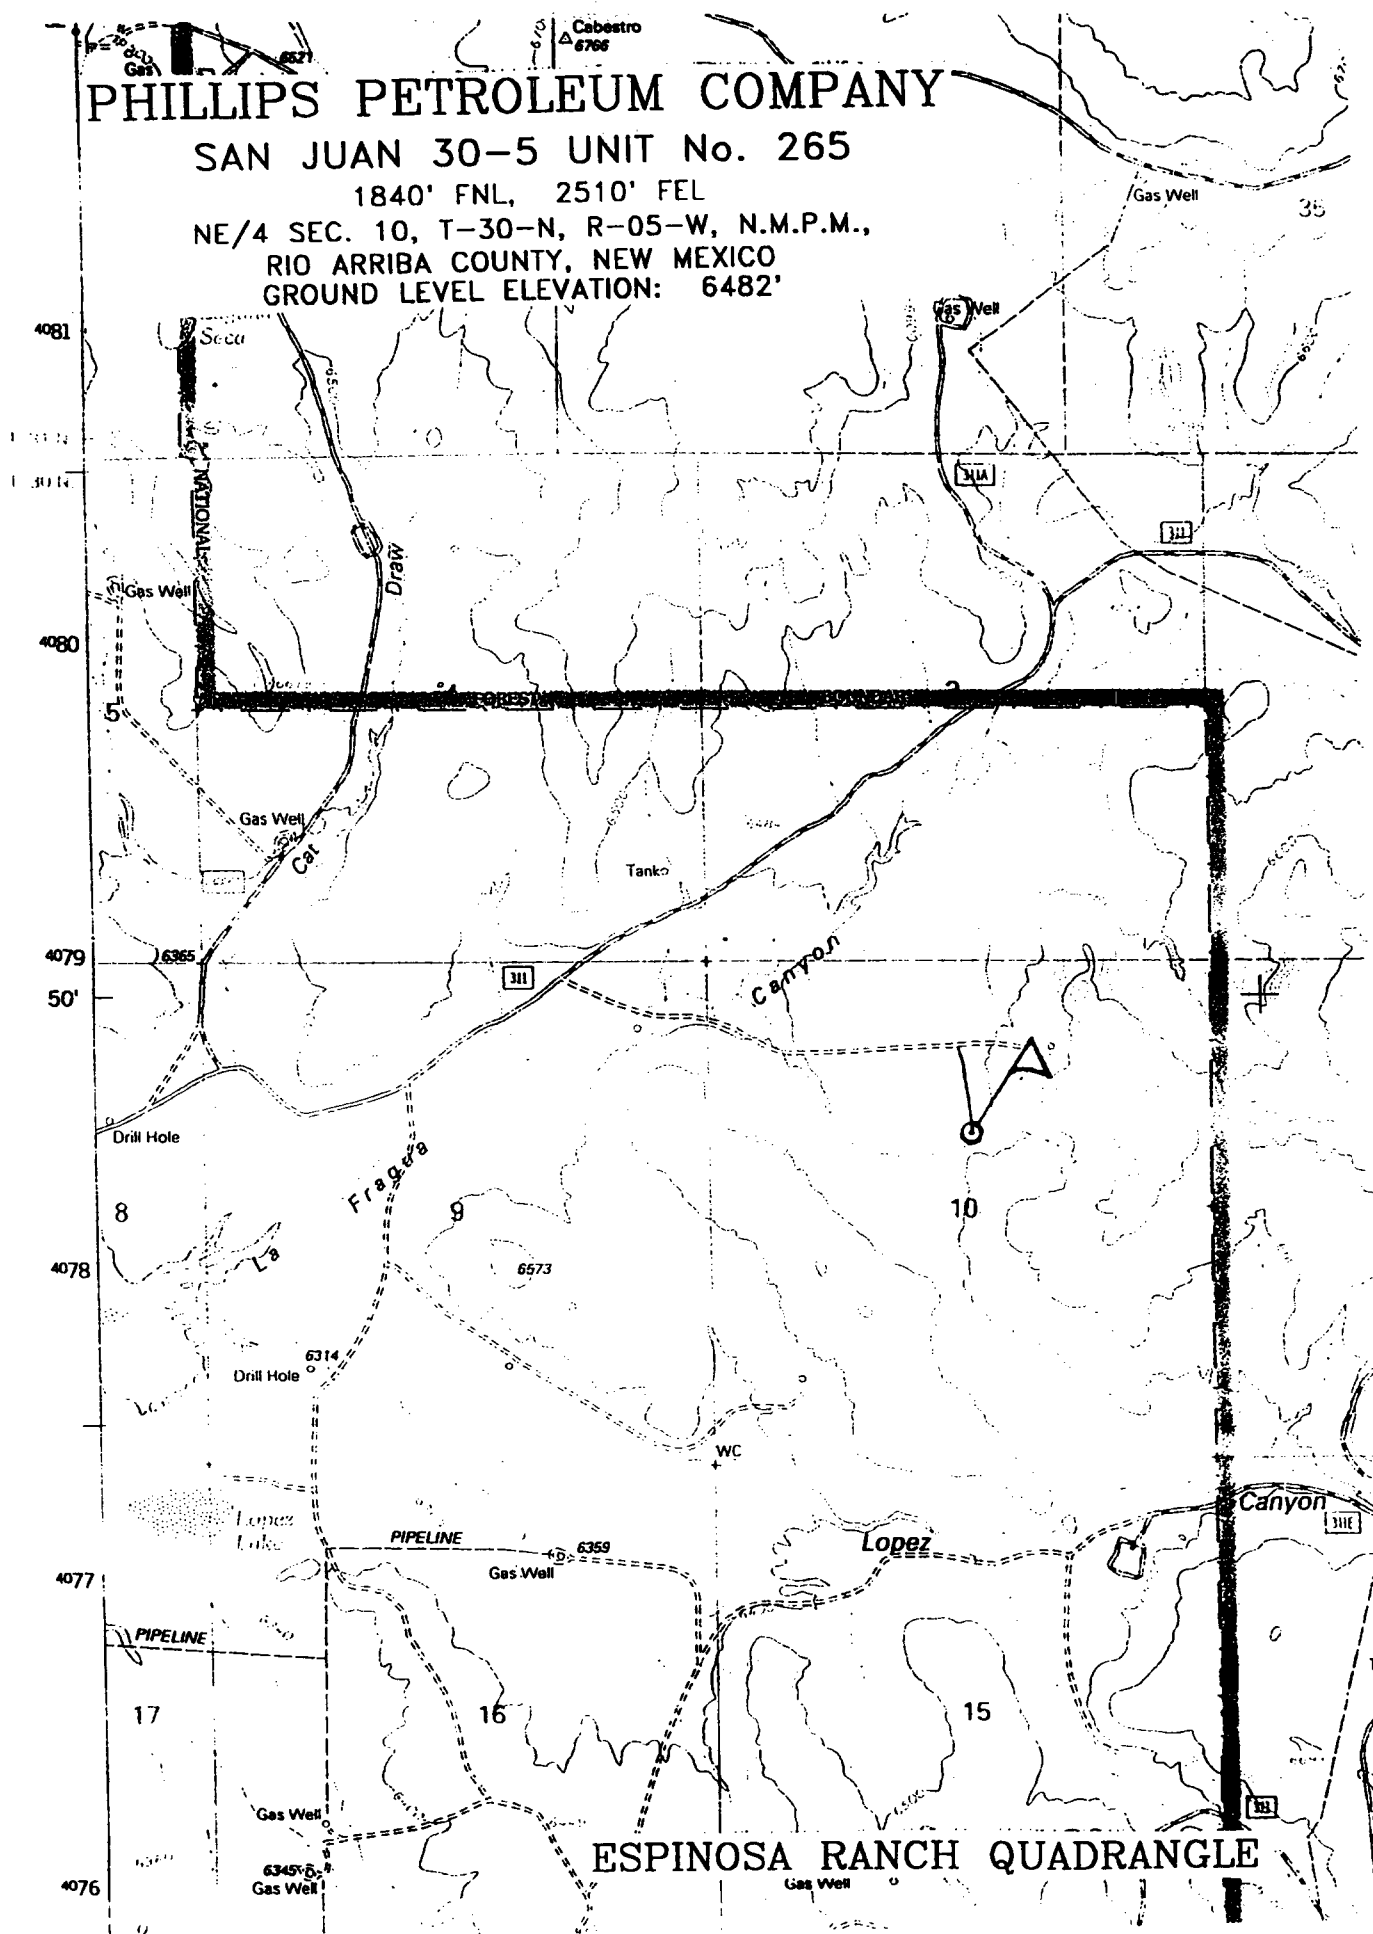 Cabestro
6766
6521
Gas
PHILLIPS PETROLEUM COMPANY
SAN JUAN 30-5 UNIT No. 265
1840' FNL, 2510' FEL
NE/4 SEC. 10, T-30-N, R-05-W, N.M.P.M.,
RIO ARRIBA COUNTY, NEW MEXICO
GROUND LEVEL ELEVATION: 6482'
Gas Well
35
4081
Seca
Gas Well
NATIONAL
311A
311
Draw
Gas Well
4080
FOREST
BOUNDARY
5
Gas Well
Cat
Tank
4079
6365
311
Canyon
50'
Drill Hole
Fragua
8
9
10
La
4078
6573
6314
Drill Hole
WC
Lopez
Lake
Canyon
311E
PIPELINE
6359
Lopez
Gas Well
4077
PIPELINE
17
16
15
Gas Well
ESPINOSA RANCH QUADRANGLE
6345
Gas Well
Gas Well
4076